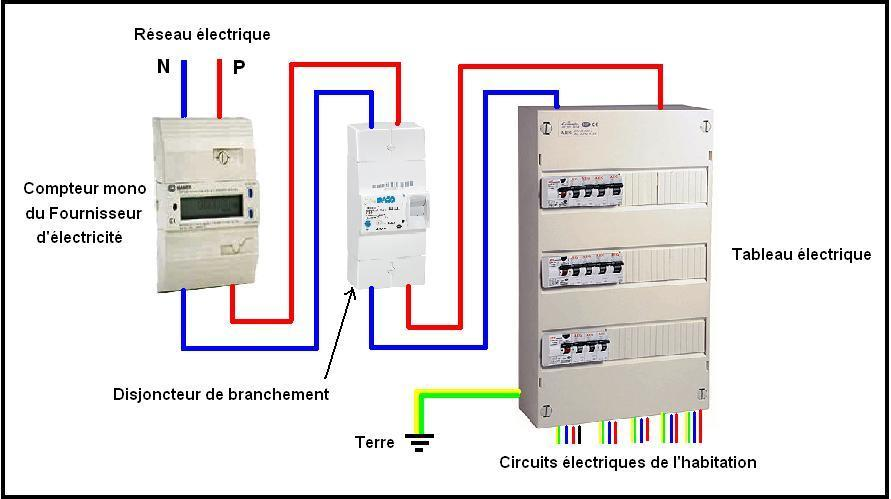 Réseau électrique
N
P
Compteur mono
du Fournisseur
d'électricité
Tableau électrique
Disjoncteur de branchement
Terre
Circuits électriques de l'habitation